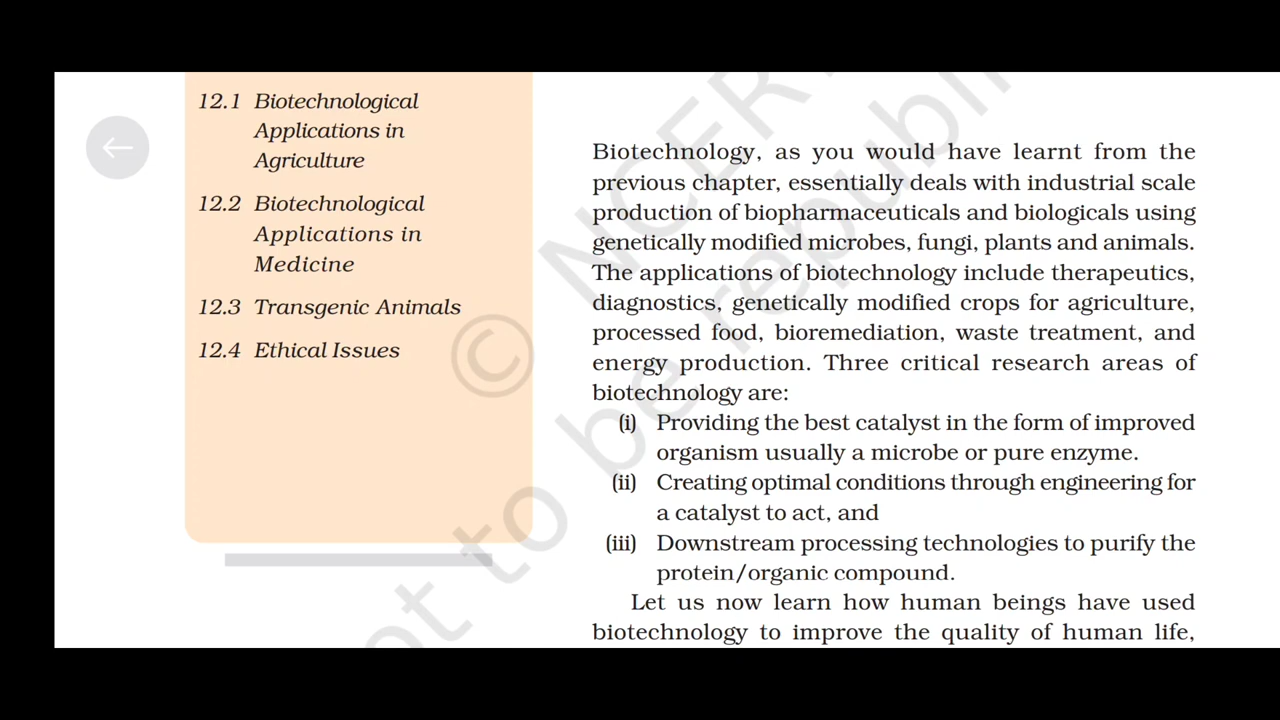 12.1 Biotechnological
Applications in
Agriculture
12.2 Biotechnological
Applications in
Medicine
12.3 Transgenic Animals
12.4 Ethical Issues
Biotechnology, as you would have learnt from the
previous chapter, essentially deals with industrial scale
production of biopharmaceuticals and biologicals using
genetically modified microbes, fungi, plants and animals.
The applications of biotechnology include therapeutics,
diagnostics, genetically modified crops for agriculture,
processed food, bioremediation, waste treatment, and
energy production. Three critical research areas of
biotechnology are:
(i) Providing the best catalyst in the form of improved
organism usually a microbe or pure enzyme.
(ii) Creating optimal conditions through engineering for
a catalyst to act, and
(iii) Downstream processing technologies to purify the
protein/organic compound.
Let us now learn how human beings have used
biotechnology to improve the quality of human life,
© NCER
to be republi